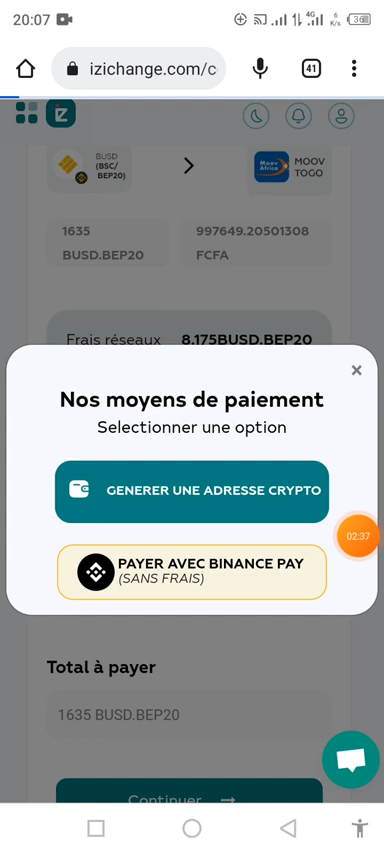 20:07
4G
6
K/s
36
izichange.com/c
41
BUSD
(BSC/
BEP20)
MOOV
TOGO
Moov
Africa
1635
BUSD.BEP20
997649.20501308
FCFA
Frais réseaux 8.175BUSD.BEP20
×
Nos moyens de paiement
Selectionner une option
GENERER UNE ADRESSE CRYPTO
PAYER AVEC BINANCE PAY
(SANS FRAIS)
02:37
Total à payer
1635 BUSD.BEP20
Continuer →